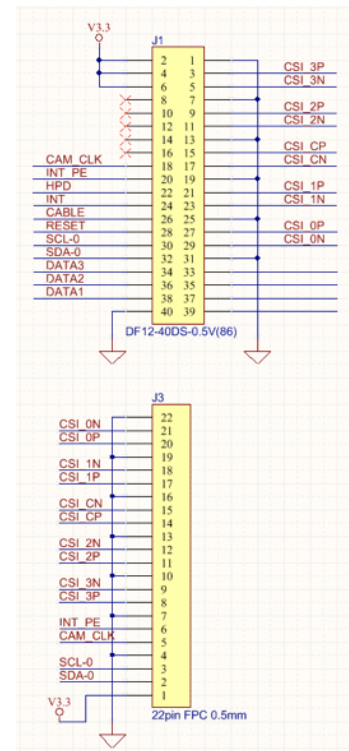 V3.3
J1
2 1
4 3 CSI_3P
6 5 CSI_3N
8 7
10 9 CSI_2P
12 11 CSI_2N
14 13
16 15 CSI_CP
CAM_CLK 18 17 CSI_CN
INT_PE 20 19
HPD 22 21 CSI_1P
INT 24 23 CSI_1N
CABLE 26 25
RESET 28 27 CSI_0P
SCL-0 30 29 CSI_0N
SDA-0 32 31
DATA3 34 33
DATA2 36 35
DATA1 38 37
40 39
DF12-40DS-0.5V(86)
J3
22
CSI_0N 21
CSI_0P 20
19
CSI_1N 18
CSI_1P 17
16
CSI_CN 15
CSI_CP 14
13
CSI_2N 12
CSI_2P 11
10
CSI_3N 9
CSI_3P 8
7
INT_PE 6
CAM_CLK 5
4
SCL-0 3
SDA-0 2
V3.3 1
22pin FPC 0.5mm